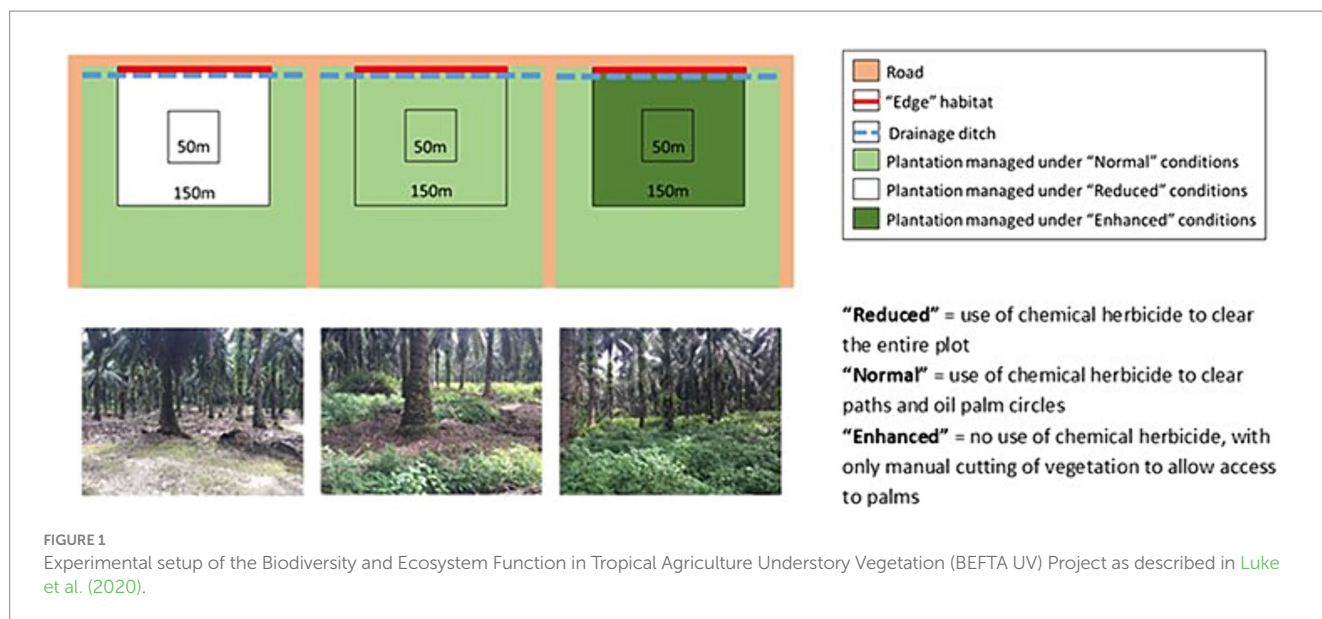 50m
150m
50m
150m
50m
150m
Road
"Edge" habitat
Drainage ditch
Plantation managed under "Normal" conditions
Plantation managed under "Reduced" conditions
Plantation managed under "Enhanced" conditions
"Reduced" = use of chemical herbicide to clear
the entire plot
"Normal" = use of chemical herbicide to clear
paths and oil palm circles
"Enhanced" = no use of chemical herbicide, with
only manual cutting of vegetation to allow access
to palms
FIGURE 1
Experimental setup of the Biodiversity and Ecosystem Function in Tropical Agriculture Understory Vegetation (BEFTA UV) Project as described in Luke
et al. (2020).